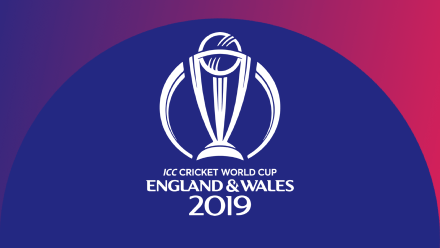 ICC CRICKET WORLD CUP
ENGLAND & WALES
2019